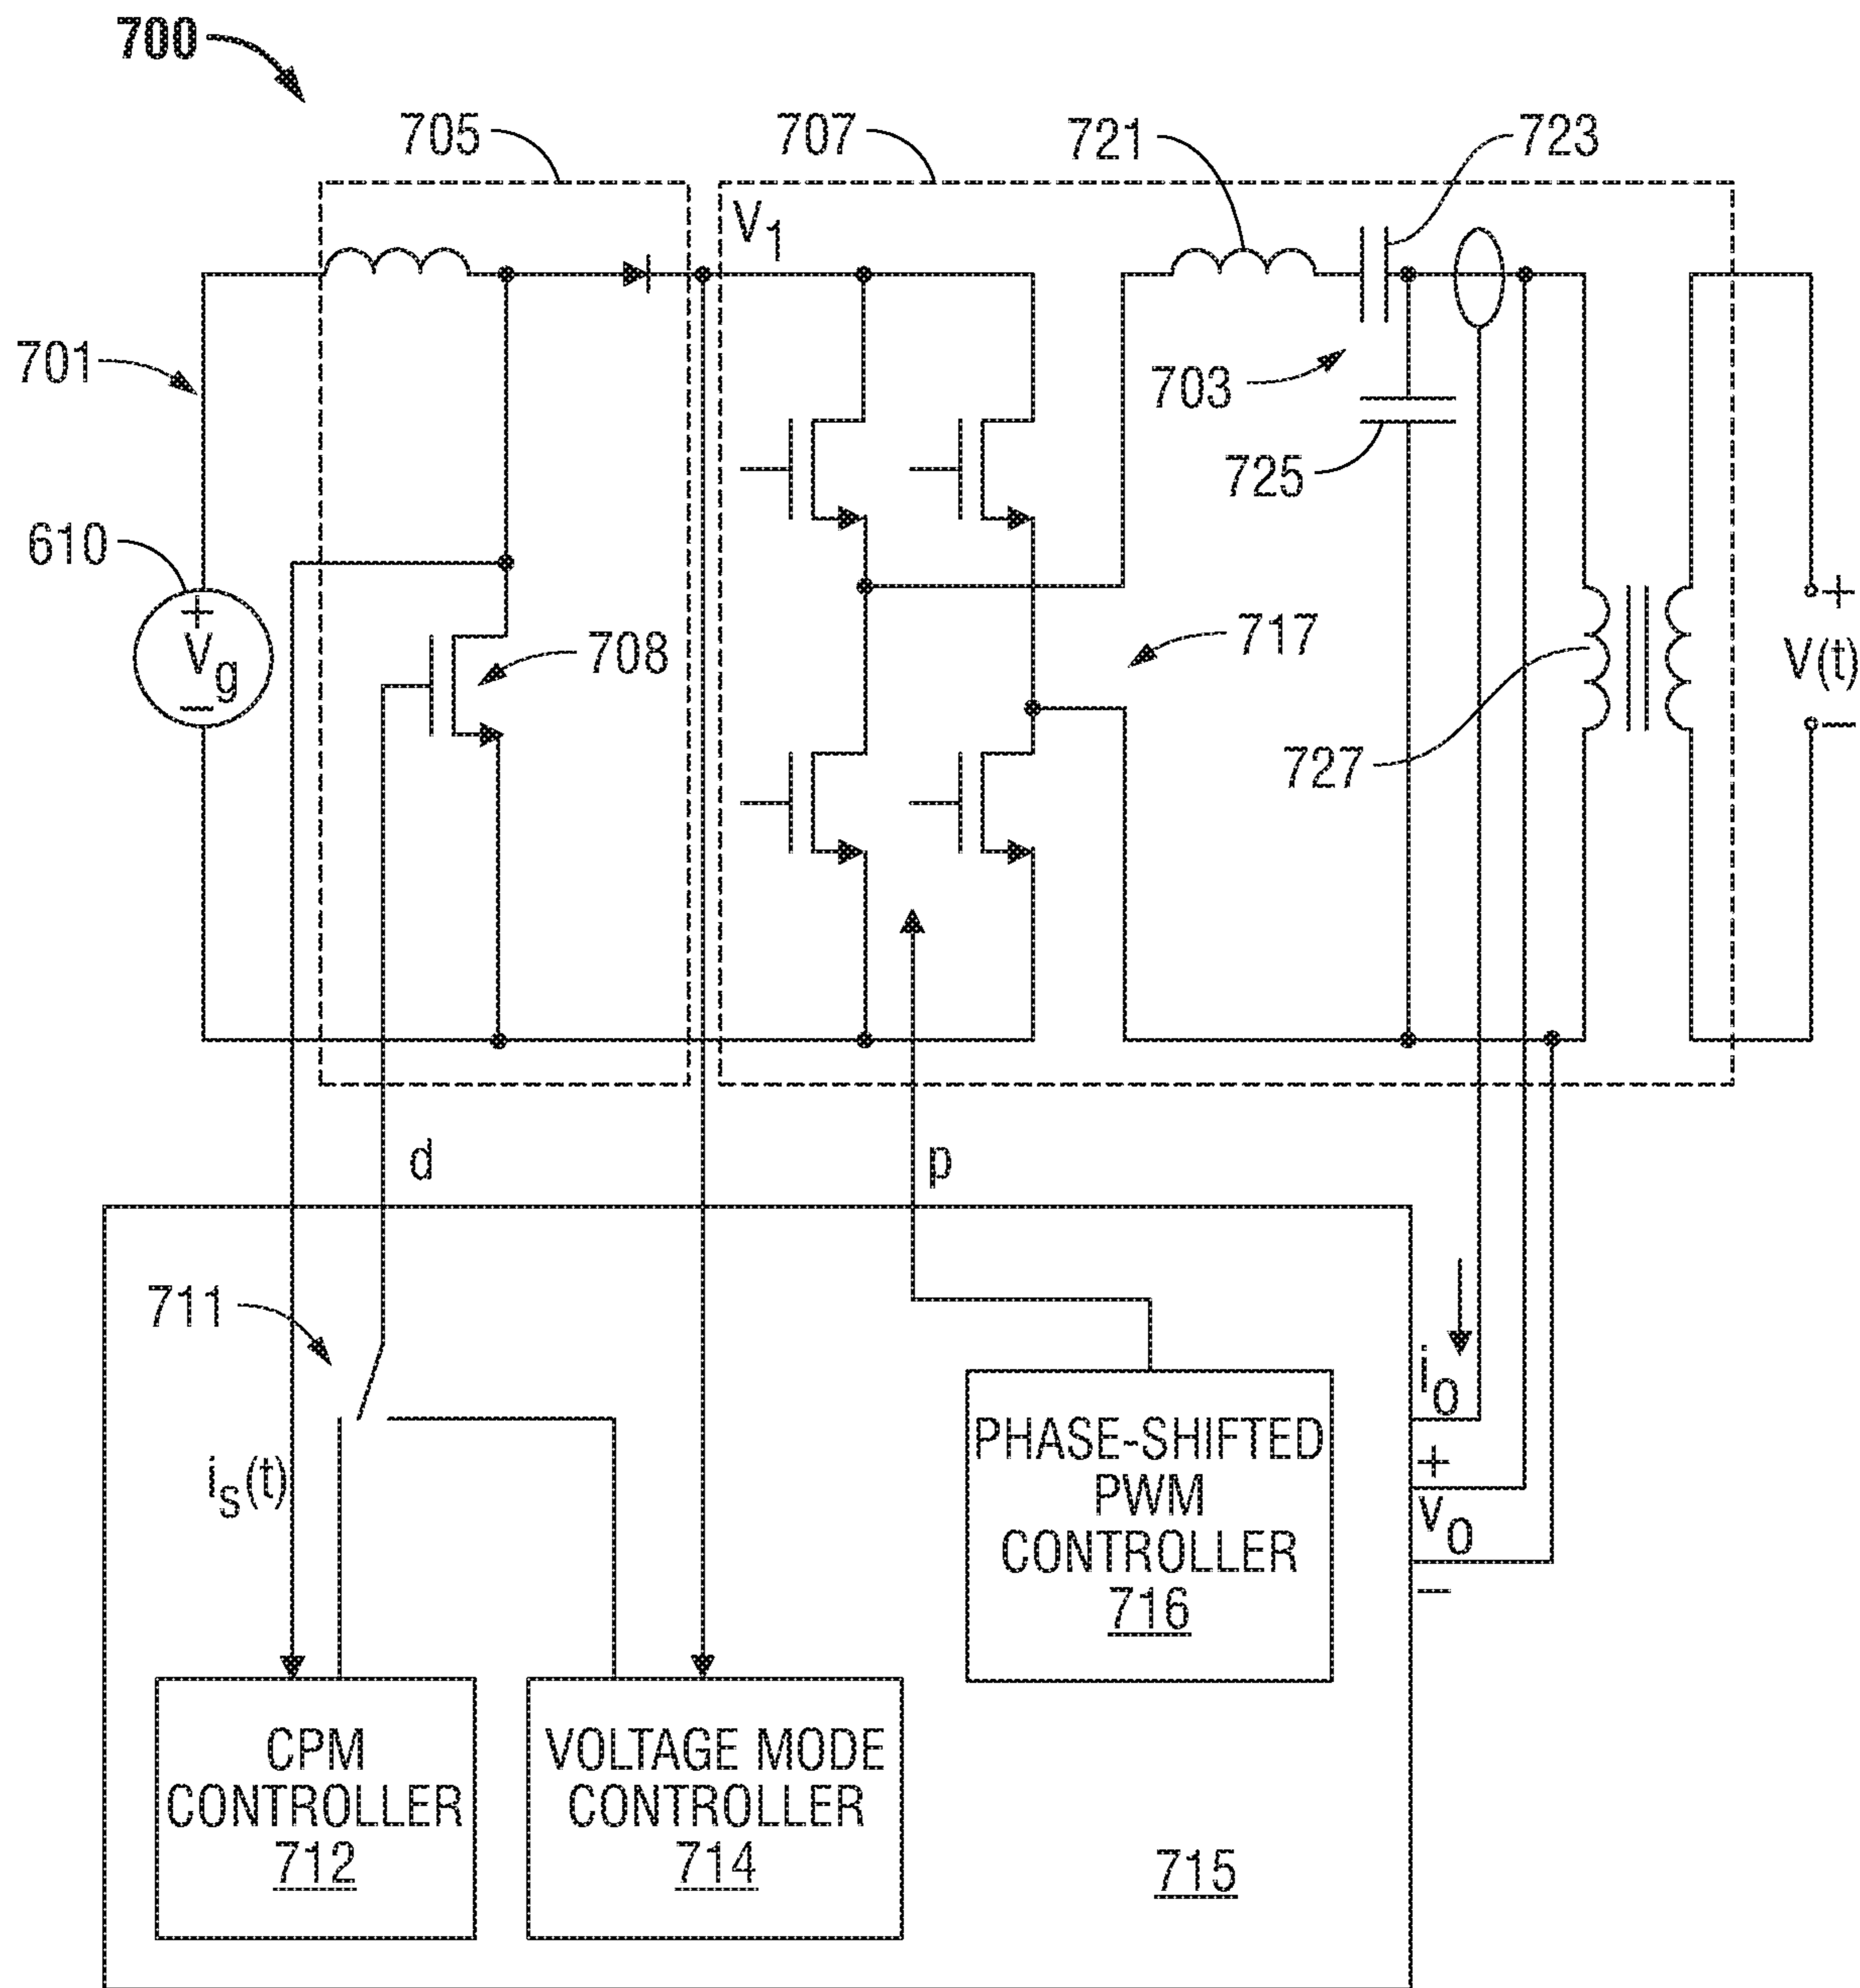 700
705
707
721
723
V1
701
703
725
610
+
Vg
−
708
717
727
+
V(t)
−
d
p
711
is(t)
io
+
vo
−
PHASE-SHIFTED
PWM
CONTROLLER
716
CPM
CONTROLLER
712
VOLTAGE MODE
CONTROLLER
714
715